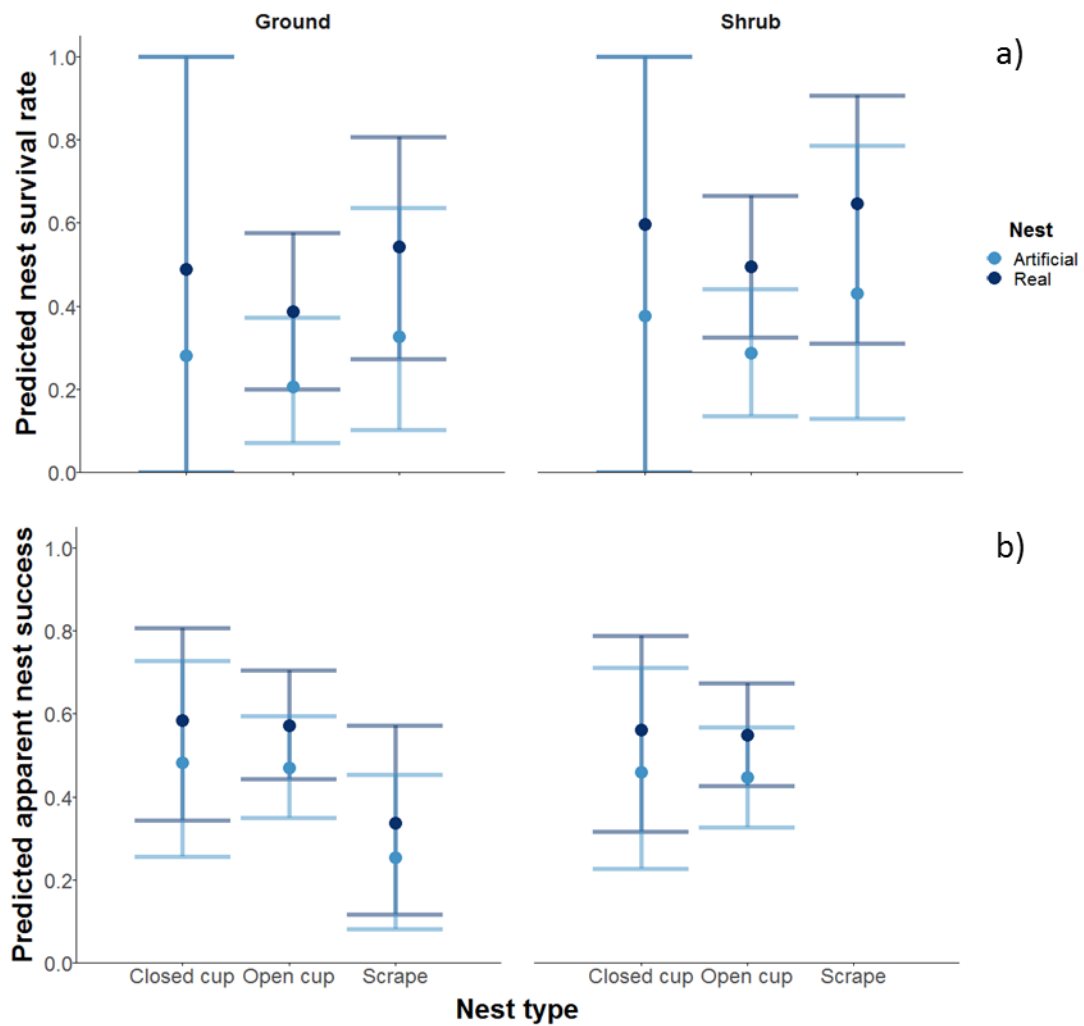 Ground
Shrub
a)
Predicted nest survival rate
1.0
0.8
0.6
0.4
0.2
0.0
Nest
Artificial
Real
b)
Predicted apparent nest success
1.0
0.8
0.6
0.4
0.2
0.0
Closed cup Open cup Scrape
Closed cup Open cup Scrape
Nest type